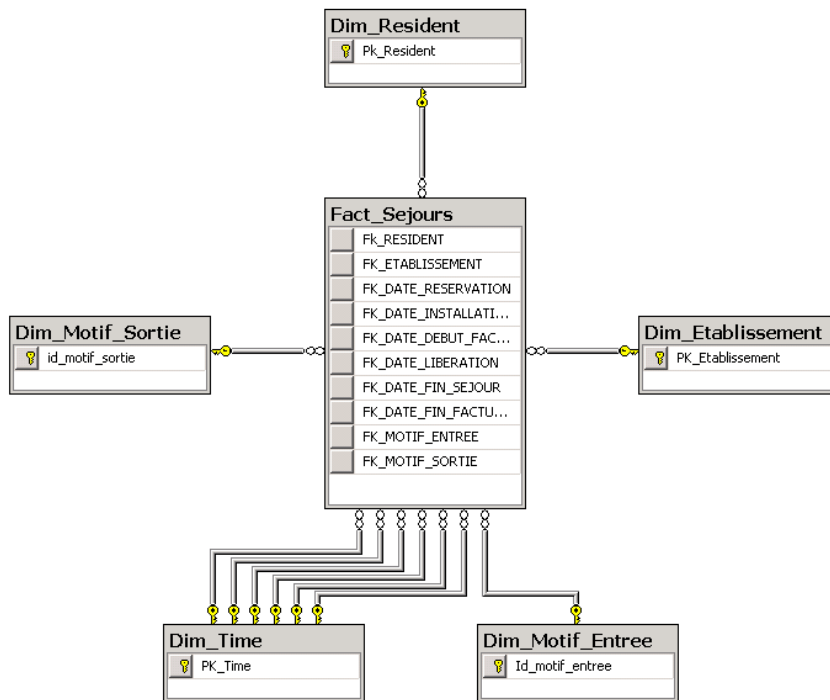 Dim_Resident
Pk_Resident
Fact_Sejours
Fk_RESIDENT
FK_ETABLISSEMENT
FK_DATE_RESERVATION
FK_DATE_INSTALLATI...
FK_DATE_DEBUT_FAC...
FK_DATE_LIBERATION
FK_DATE_FIN_SEJOUR
FK_DATE_FIN_FACTU...
FK_MOTIF_ENTREE
FK_MOTIF_SORTIE
Dim_Motif_Sortie
id_motif_sortie
Dim_Etablissement
PK_Etablissement
Dim_Time
PK_Time
Dim_Motif_Entree
Id_motif_entree